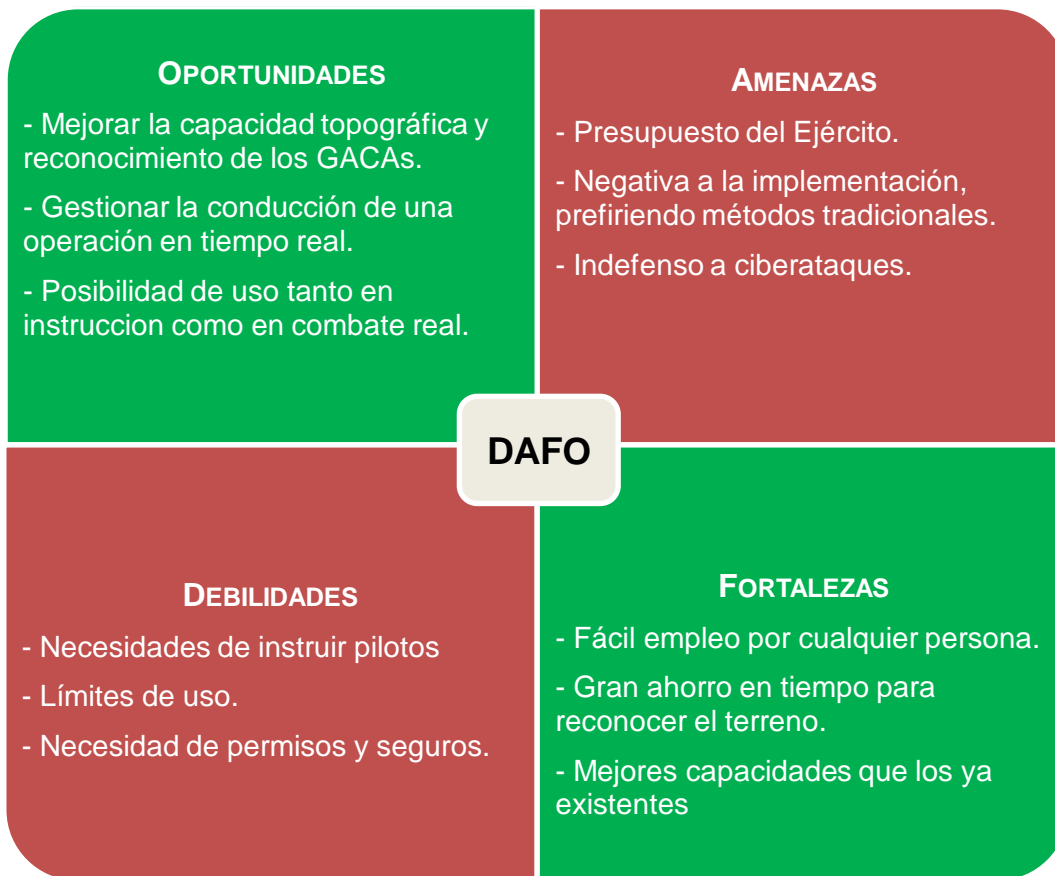 OPORTUNIDADES
- Mejorar la capacidad topográfica y
reconocimiento de los GACAs.
- Gestionar la conducción de una
operación en tiempo real.
- Posibilidad de uso tanto en
instruccion como en combate real.
AMENAZAS
- Presupuesto del Ejército.
- Negativa a la implementación,
prefiriendo métodos tradicionales.
- Indefenso a ciberataques.
DAFO
DEBILIDADES
- Necesidades de instruir pilotos
- Límites de uso.
- Necesidad de permisos y seguros.
FORTALEZAS
- Fácil empleo por cualquier persona.
- Gran ahorro en tiempo para
reconocer el terreno.
- Mejores capacidades que los ya
existentes